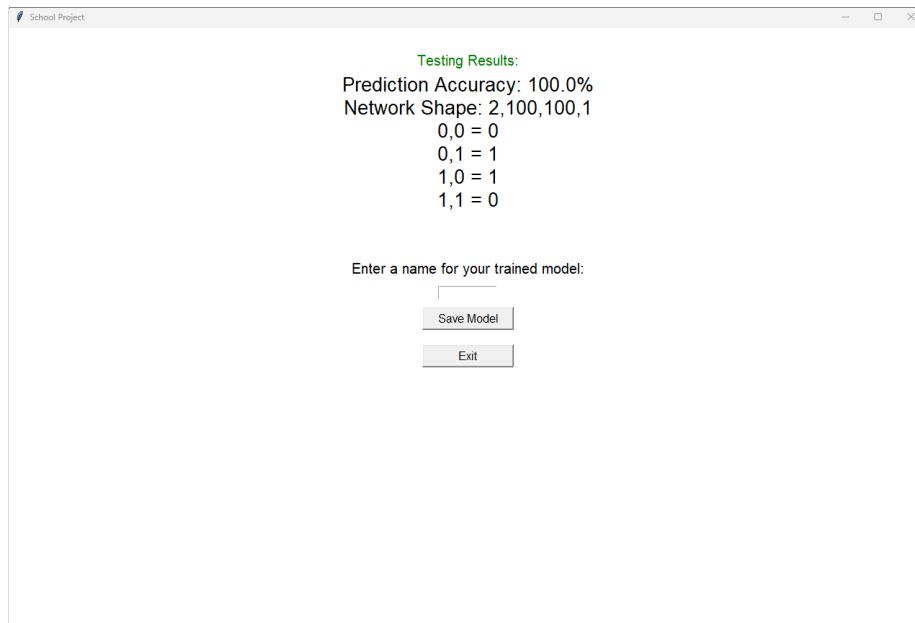 School Project
Testing Results:
Prediction Accuracy: 100.0%
Network Shape: 2,100,100,1
0,0 = 0
0,1 = 1
1,0 = 1
1,1 = 0
Enter a name for your trained model:
Save Model
Exit